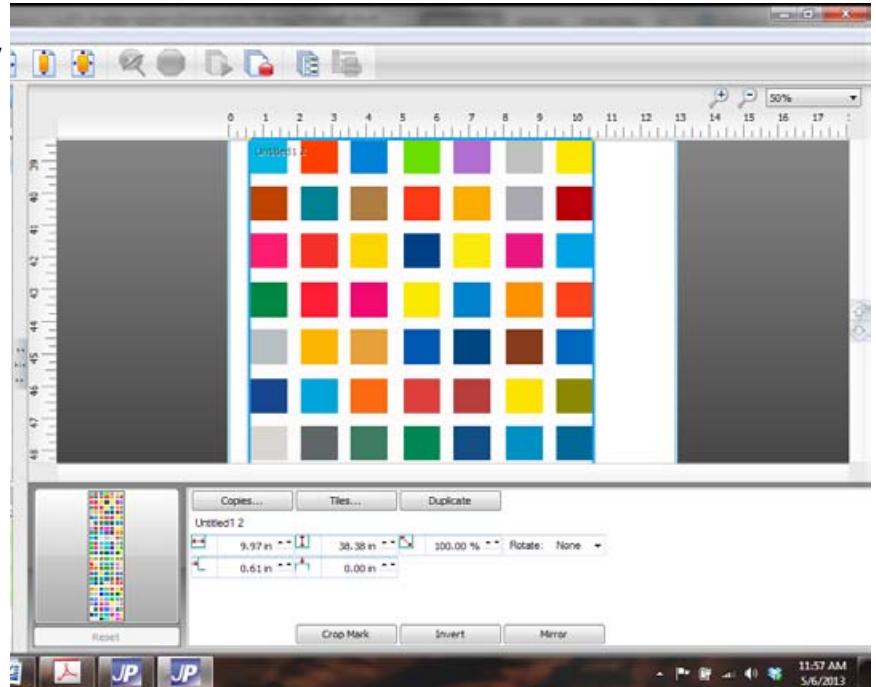 50%
0 1 2 3 4 5 6 7 8 9 10 11 12 13 14 15 16 17
Untitled1 2
39
40
41
42
43
44
45
46
47
48
Copies... Tiles... Duplicate
Untitled1 2
9.97 in 38.38 in 100.00 % Rotate: None
0.61 in 0.00 in
Reset Crop Mark Invert Mirror
JP JP 11:57 AM
5/6/2013